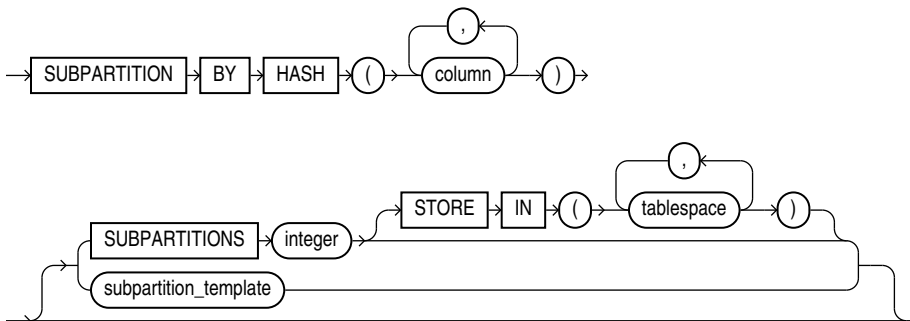 ,
SUBPARTITION BY HASH ( column )
,
STORE IN ( tablespace )
SUBPARTITIONS integer
subpartition_template